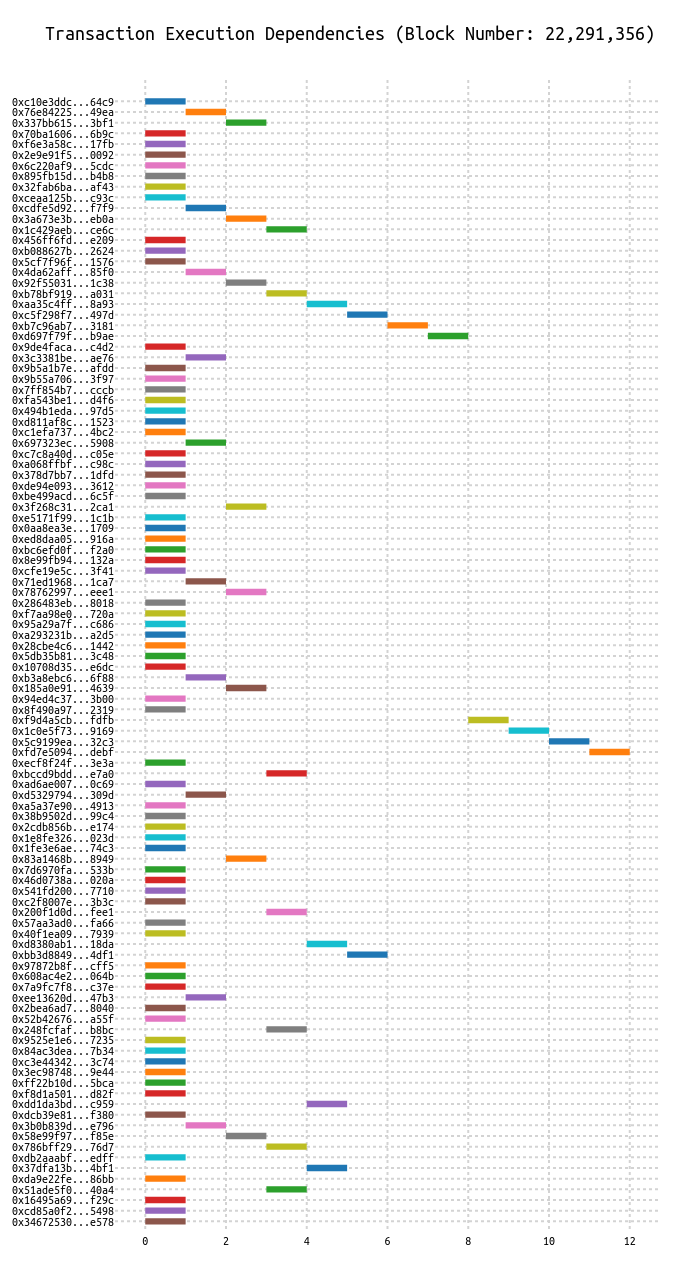 Transaction Execution Dependencies (Block Number: 22,291,356)
0xc10e3ddc...64c9
0x76e84225...49ea
0x337bb615...3bf1
0x70ba1606...6b9c
0xf6e3a58c...17fb
0x2e9e91f5...0092
0x6c220af9...5cdc
0x895fb15d...b4b8
0x32fab6ba...af43
0xceaa125b...c93c
0xcdfe5d92...f7f9
0x3a673e3b...eb0a
0x1c429aeb...ce6c
0x456ff6fd...e209
0xb088627b...2624
0x5cf7f96f...1576
0x4da62aff...85f0
0x92f55031...1c38
0xb78bf919...a031
0xaa35c4ff...8a93
0xc5f298f7...497d
0xb7c96ab7...3181
0xd697f79f...b9ae
0x9de4faca...c4d2
0x3c3381be...ae76
0x9b5a1b7e...afdd
0x9b55a706...3f97
0x7ff854b7...cccb
0xfa543be1...d4f6
0x494b1eda...97d5
0xd811af8c...1523
0xc1efa737...4bc2
0x697323ec...5908
0xc7c8a40d...c05e
0xa068ffbf...c98c
0x378d7bb7...1dfd
0xde94e093...3612
0xbe499acd...6c5f
0x3f268c31...2ca1
0xe5171f99...1c1b
0x0aa8ea3e...1709
0xed8daa05...916a
0xbc6efd0f...f2a0
0x8e99fb94...132a
0xcfe19e5c...3f41
0x71ed1968...1ca7
0x78762997...eee1
0x286483eb...8018
0xf7aa98e0...720a
0x95a29a7f...c686
0xa293231b...a2d5
0x28cbe4c6...1442
0x5db35b81...3c48
0x10708d35...e6dc
0xb3a8ebc6...6f88
0x185a0e91...4639
0x94ed4c37...3b00
0x8f490a97...2319
0xf9d4a5cb...fdfb
0x1c0e5f73...9169
0x5c9199ea...32c3
0xfd7e5094...debf
0xecf8f24f...3e3a
0xbccd9bdd...e7a0
0xad6ae007...0c69
0xd5329794...309d
0xa5a37e90...4913
0x38b9502d...99c4
0x2cdb856b...e174
0x1e8fe326...023d
0x1fe3e6ae...74c3
0x83a1468b...8949
0x7d6970fa...533b
0x46d0738a...020a
0x541fd200...7710
0xc2f8007e...3b3c
0x200f1d0d...fee1
0x57aa3ad0...fa66
0x40f1ea09...7939
0xd8380ab1...18da
0xbb3d8849...4df1
0x97872b8f...cff5
0x608ac4e2...064b
0x7a9fc7f8...c37e
0xee13620d...47b3
0x2bea6ad7...8040
0x52b42676...a55f
0x248fcfaf...b8bc
0x9525e1e6...7235
0x84ac3dea...7b34
0xc3e44342...3c74
0x3ec98748...9e44
0xff22b10d...5bca
0xf8d1a501...d82f
0xdd1da3bd...c959
0xdcb39e81...f380
0x3b0b839d...e796
0x58e99f97...f85e
0x786bff29...76d7
0xdb2aaabf...edff
0x37dfa13b...4bf1
0xda9e22fe...86bb
0x51ade5f0...40a4
0x16495a69...f29c
0xcd85a0f2...5498
0x34672530...e578
0 2 4 6 8 10 12